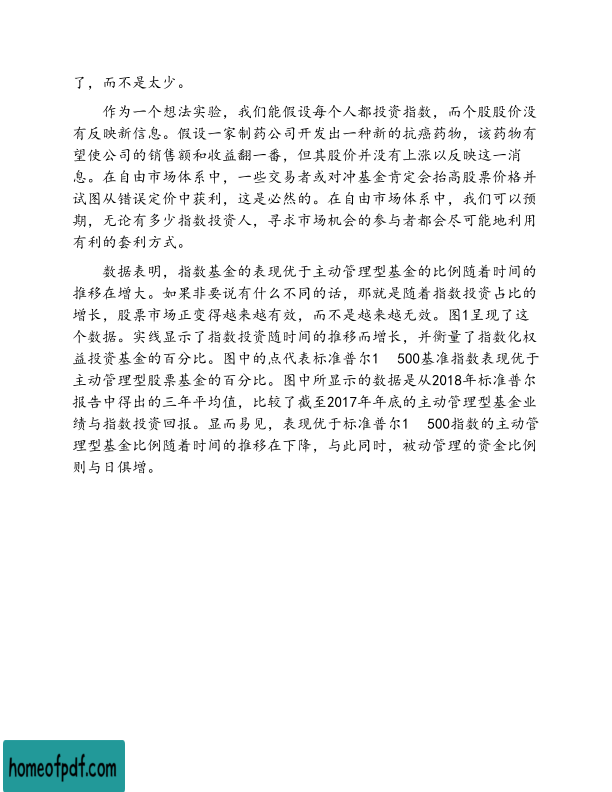 了，而不是太少。
作为一个想法实验，我们能假设每个人都投资指数，而个股股价没
有反映新信息。假设一家制药公司开发出一种新的抗癌药物，该药物有
望使公司的销售额和收益翻一番，但其股价并没有上涨以反映这一消
息。在自由市场体系中，一些交易者或对冲基金肯定会抬高股票价格并
试图从错误定价中获利，这是必然的。在自由市场体系中，我们可以预
期，无论有多少指数投资人，寻求市场机会的参与者都会尽可能地利用
有利的套利方式。
数据表明，指数基金的表现优于主动管理型基金的比例随着时间的
推移在增大。如果非要说有什么不同的话，那就是随着指数投资占比的
增长，股票市场正变得越来越有效，而不是越来越无效。图1呈现了这
个数据。实线显示了指数投资随时间的推移而增长，并衡量了指数化权
益投资基金的百分比。图中的点代表标准普尔1 500基准指数表现优于
主动管理型股票基金的百分比。图中所显示的数据是从2018年标准普尔
报告中得出的三年平均值，比较了截至2017年年底的主动管理型基金业
绩与指数投资回报。显而易见，表现优于标准普尔1 500指数的主动管
理型基金比例随着时间的推移在下降，与此同时，被动管理的资金比例
则与日俱增。
homeofpdf.com